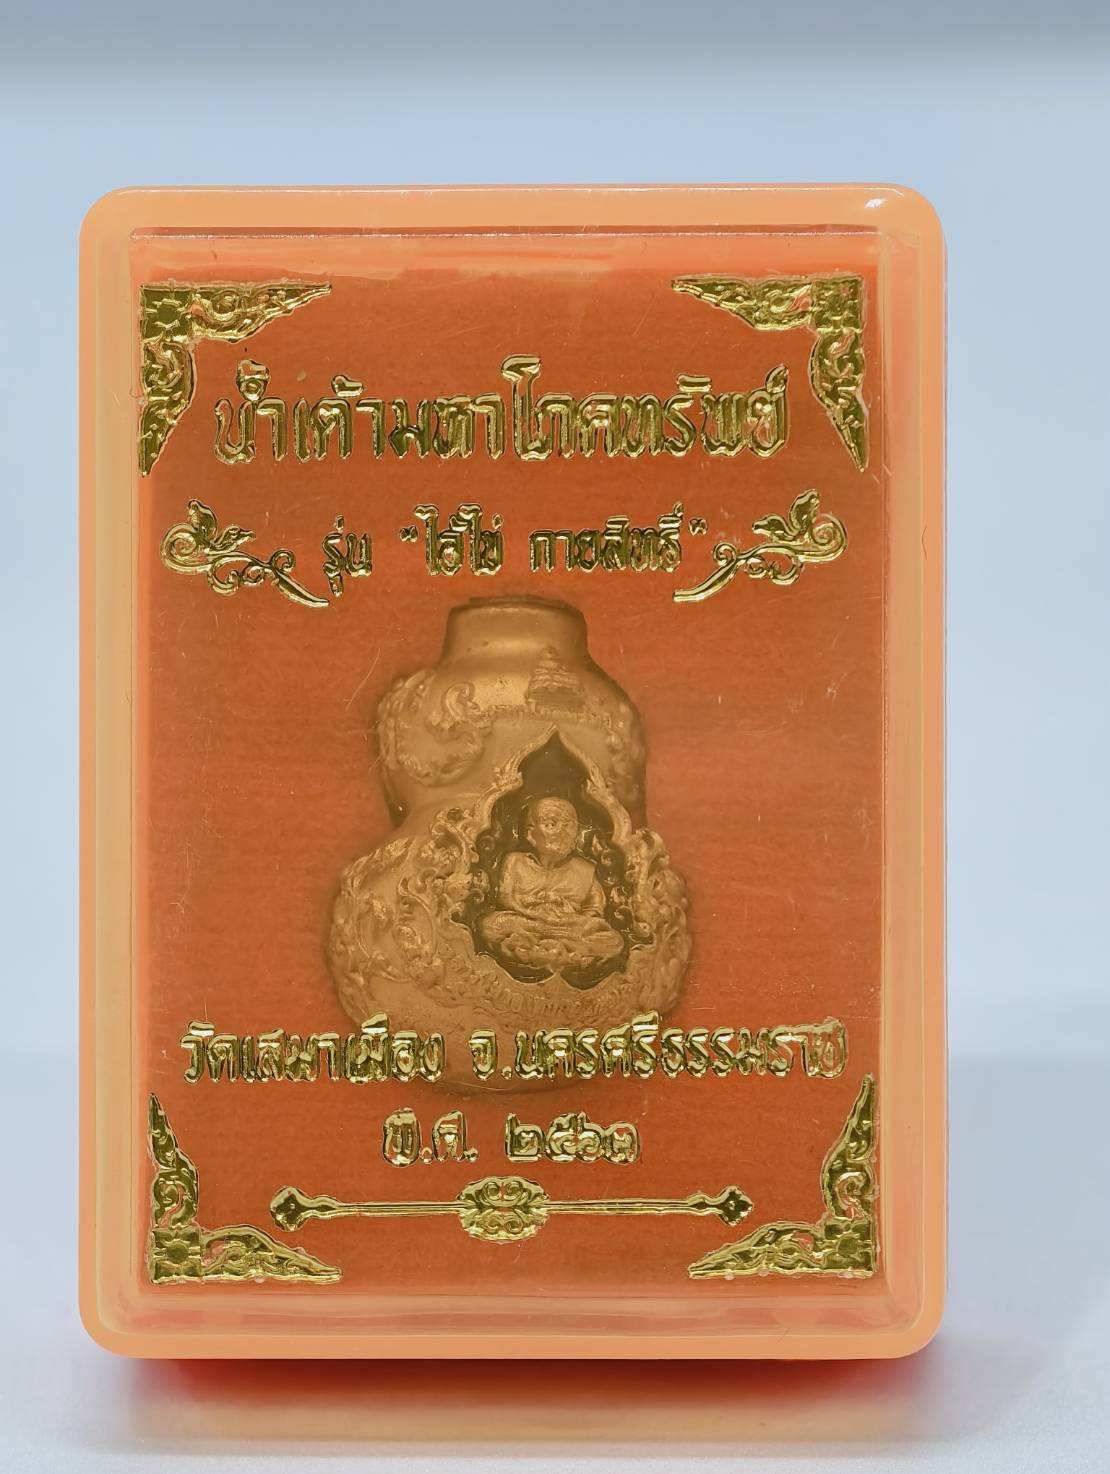 น้ำเต้ามหาโภคทรัพย์
รุ่น "ไอ้ไข่ กายสิทธิ์"
วัดเสมาเมือง จ.นครศรีธรรมราช
พ.ศ. ๒๕๖๓